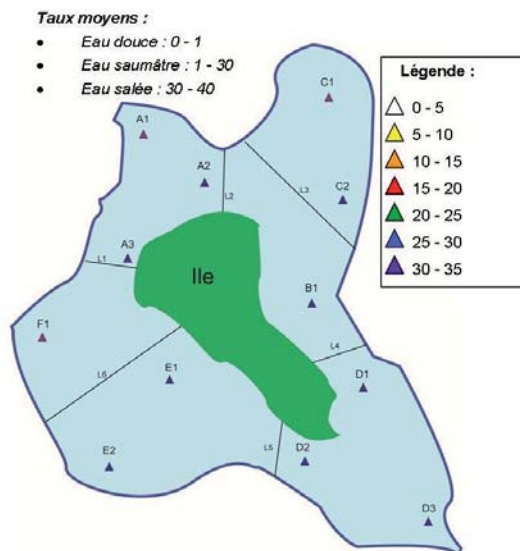 Taux moyens :
• Eau douce : 0 - 1
• Eau saumâtre : 1 - 30
• Eau salée : 30 - 40
Légende :
0 - 5
5 - 10
10 - 15
15 - 20
20 - 25
25 - 30
30 - 35
C1
A1
A2
L2
L3
C2
A3
L1
Ile
B1
F1
L4
L6
E1
D1
L5
D2
E2
D3